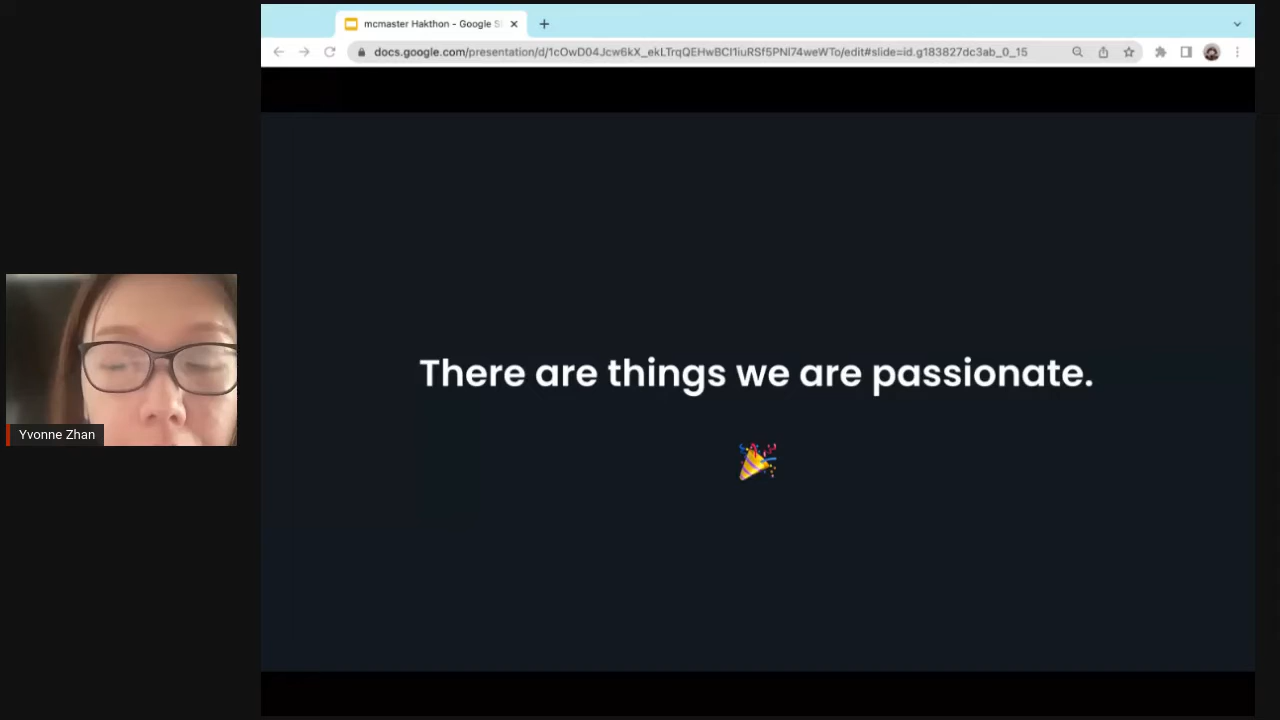 mcmaster Hakthon - Google S
docs.google.com/presentation/d/1cOwD04Jcw6kX_ekLTrqQEHwBCI1iuRSf5PNl74weWTo/edit#slide=id.g183827dc3ab_0_15
There are things we are passionate.
Yvonne Zhan